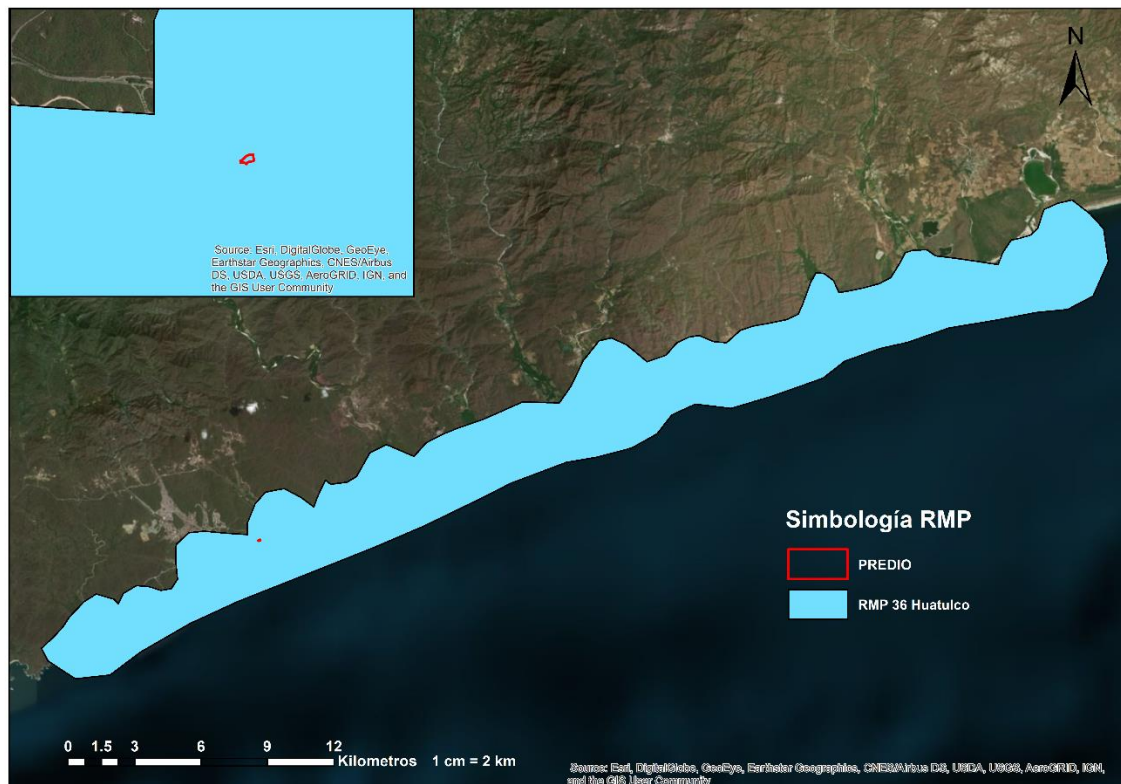 Source: Esri, DigitalGlobe, GeoEye,
Earthstar Geographics, CNES/Airbus
DS, USDA, USGS, AeroGRID, IGN, and
the GIS User Community
N
Simbología RMP
PREDIO
RMP 36 Huatulco
0 1.5 3 6 9 12
Kilometros 1 cm = 2 km
Source: Esri, DigitalGlobe, GeoEye, Earthstar Geographics, CNES/Airbus DS, USDA, USGS, AeroGRID, IGN,
and the GIS User Community